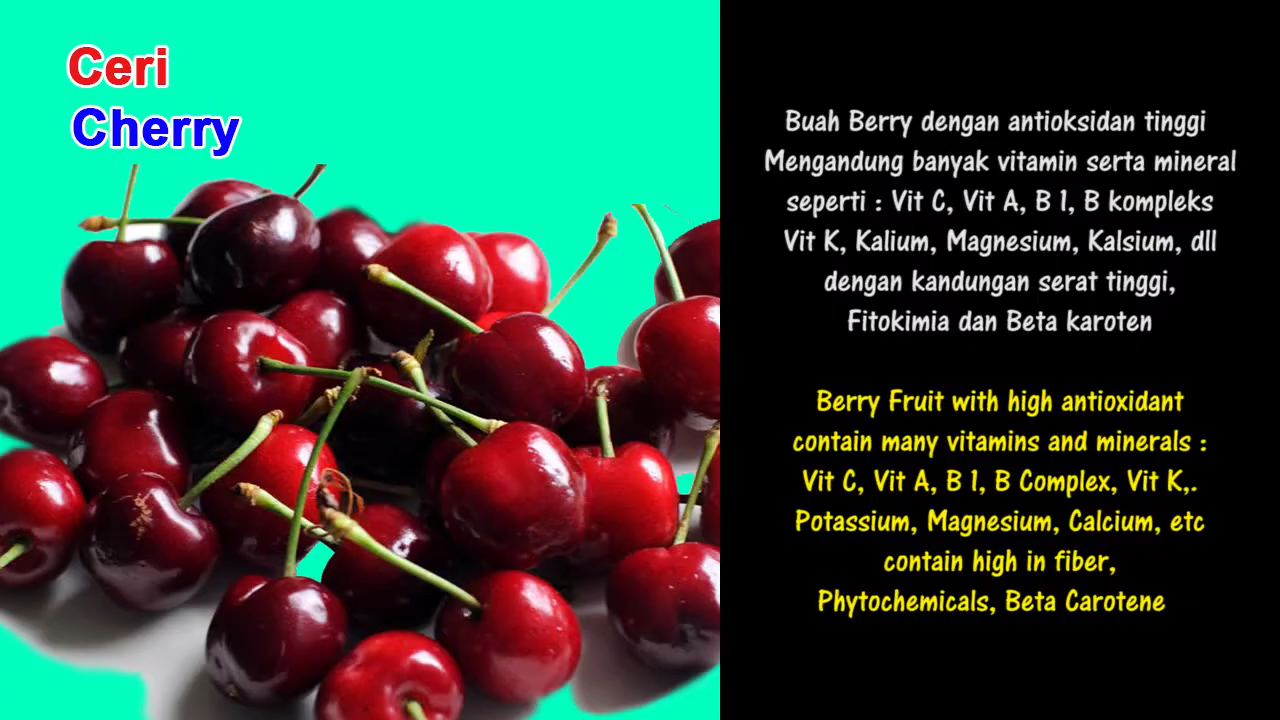 Ceri
Cherry
Buah Berry dengan antioksidan tinggi
Mengandung banyak vitamin serta mineral
seperti : Vit C, Vit A, B 1, B kompleks
Vit K, Kalium, Magnesium, Kalsium, dll
dengan kandungan serat tinggi,
Fitokimia dan Beta karoten
Berry Fruit with high antioxidant
contain many vitamins and minerals :
Vit C, Vit A, B 1, B Complex, Vit K,.
Potassium, Magnesium, Calcium, etc
contain high in fiber,
Phytochemicals, Beta Carotene